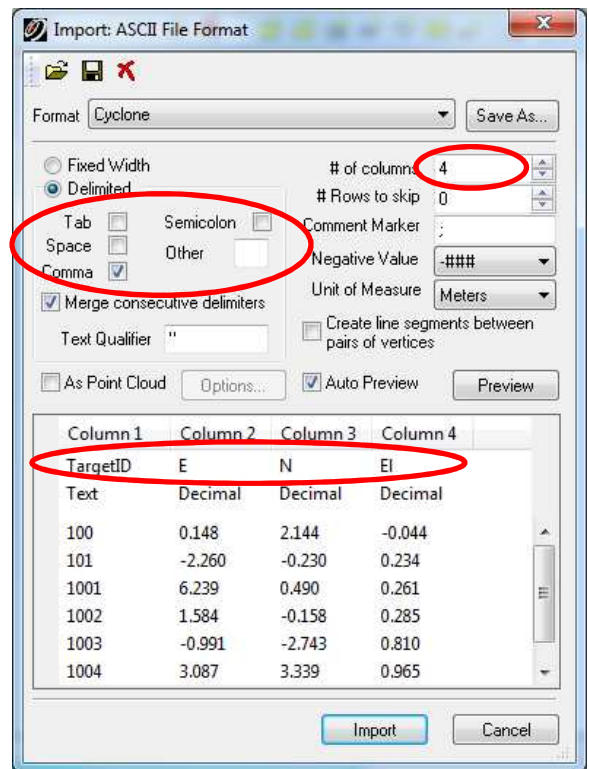 Import: ASCII File Format
Format Cyclone Save As...
Fixed Width
# of columns 4
Delimited
# Rows to skip 0
Tab Semicolon
Comment Marker ;
Space Other
Negative Value -###
Comma
Unit of Measure Meters
Merge consecutive delimiters
Create line segments between
pairs of vertices
Text Qualifier "
As Point Cloud Options... Auto Preview Preview
Column 1 Column 2 Column 3 Column 4
TargetID E N El
Text Decimal Decimal Decimal
100 0.148 2.144 -0.044
101 -2.260 -0.230 0.234
1001 6.239 0.490 0.261
1002 1.584 -0.158 0.285
1003 -0.991 -2.743 0.810
1004 3.087 3.339 0.965
Import Cancel